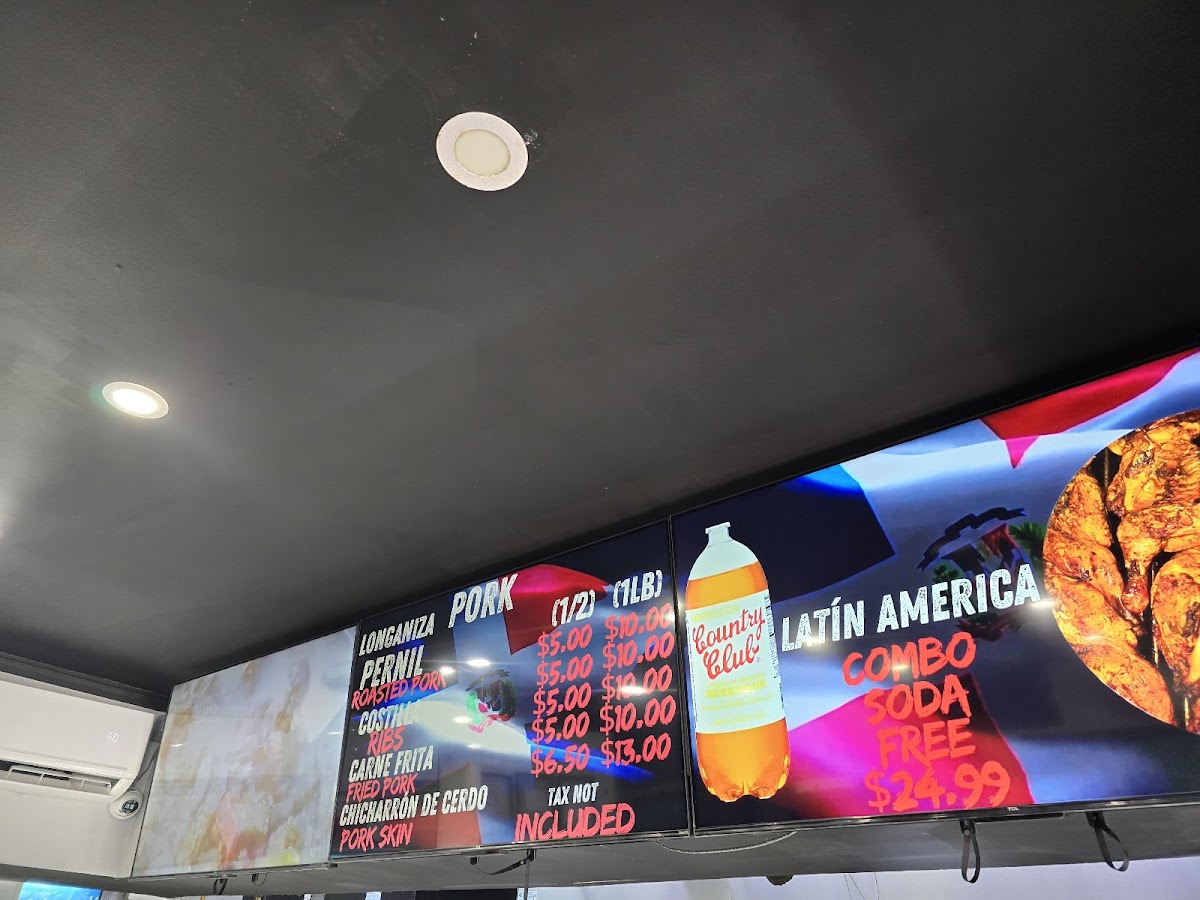 PORK (1/2) (1LB)
LONGANIZA $5.00 $10.00
PERNIL $5.00 $10.00
ROASTED PORK
COSTILLA $5.00 $10.00
RIBS
CARNE FRITA $5.00 $10.00
FRIED PORK
CHICHARRÓN DE CERDO $6.50 $13.00
PORK SKIN
TAX NOT
INCLUDED
Country
Club
LATÍN AMERICA
COMBO
SODA
FREE
$24.99
TCL
60